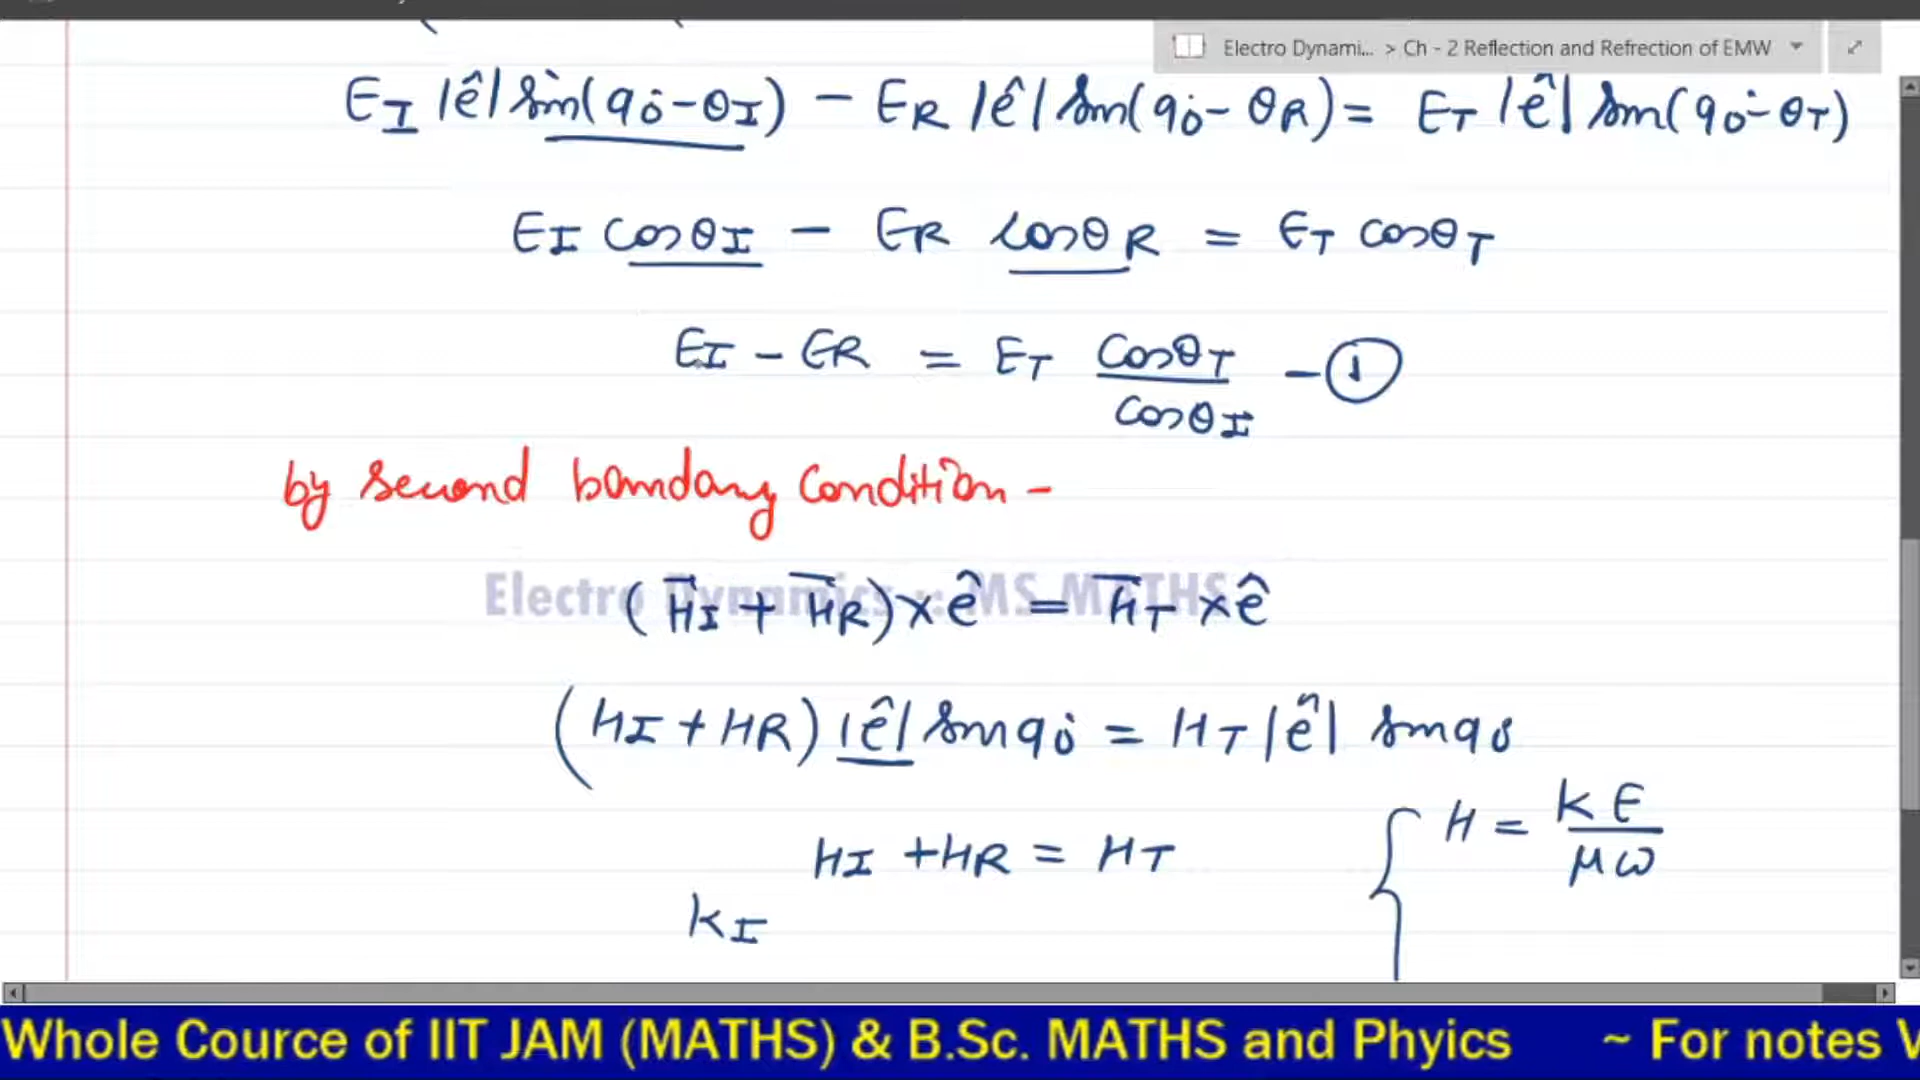 Electro Dynami... > Ch - 2 Reflection and Refrection of EMW
E_I |ê| sin(90°-θ_I) - E_R |ê| sin(90°-θ_R) = E_T |ê| sin(90°-θ_T)
E_I cosθ_I - E_R cosθ_R = E_T cosθ_T
E_I - E_R = E_T cosθ_T / cosθ_I - ①
by second boundary condition -
Electro Dynamics :: MS MATHS
(H⃗_I + H⃗_R) × ê = H⃗_T × ê
(H_I + H_R) |ê| sin90° = H_T |ê| sin90°
H_I + H_R = H_T
{ H = kE / μω
k_I
Whole Cource of IIT JAM (MATHS) & B.Sc. MATHS and Phyics ~ For notes V